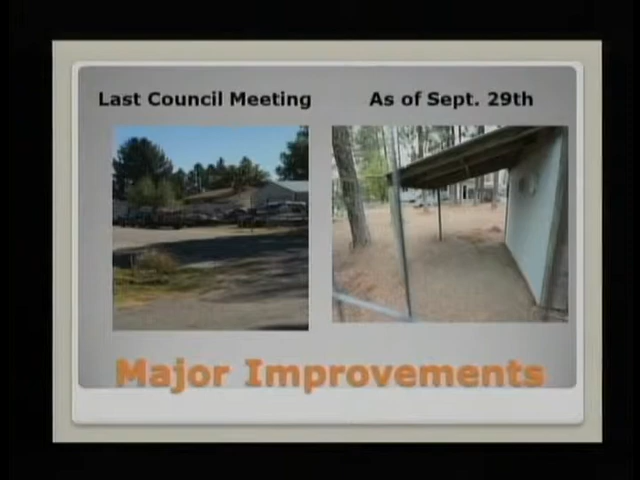 Last Council Meeting
As of Sept. 29th
Major Improvements